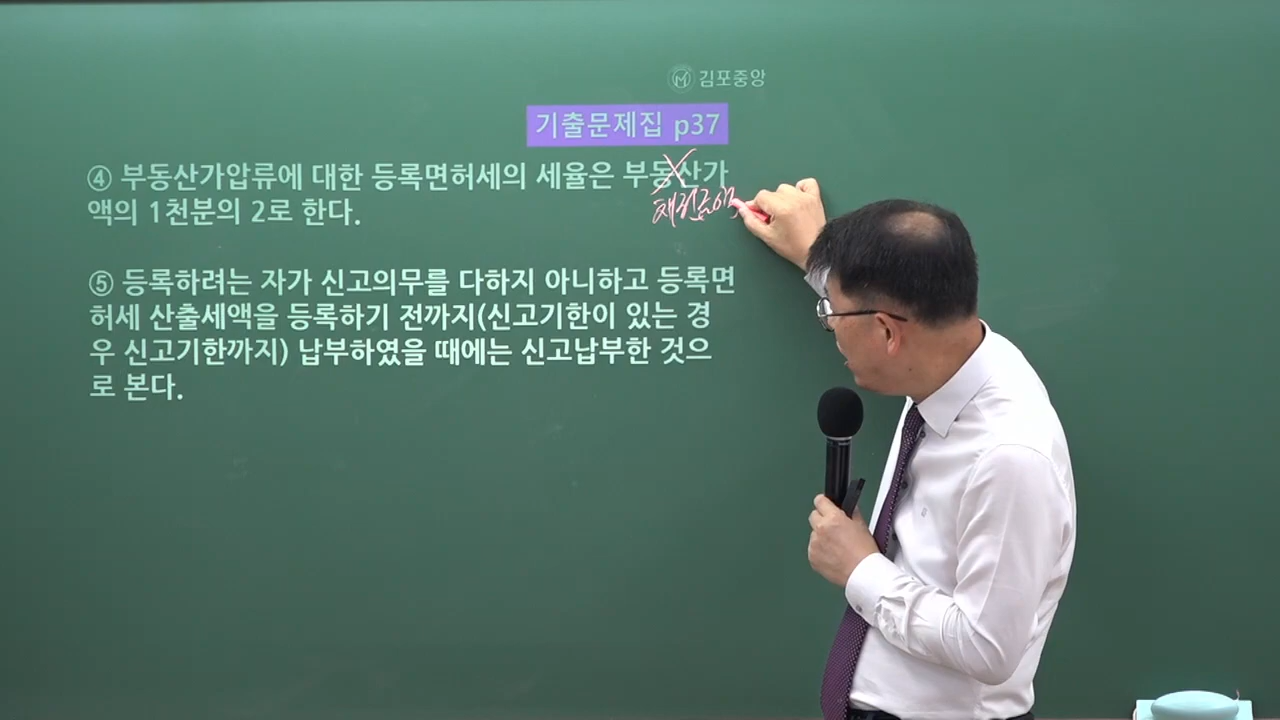 김포중앙
기출문제집 p37
④ 부동산가압류에 대한 등록면허세의 세율은 부동산가
액의 1천분의 2로 한다.
채권금액
⑤ 등록하려는 자가 신고의무를 다하지 아니하고 등록면
허세 산출세액을 등록하기 전까지(신고기한이 있는 경
우 신고기한까지) 납부하였을 때에는 신고납부한 것으
로 본다.